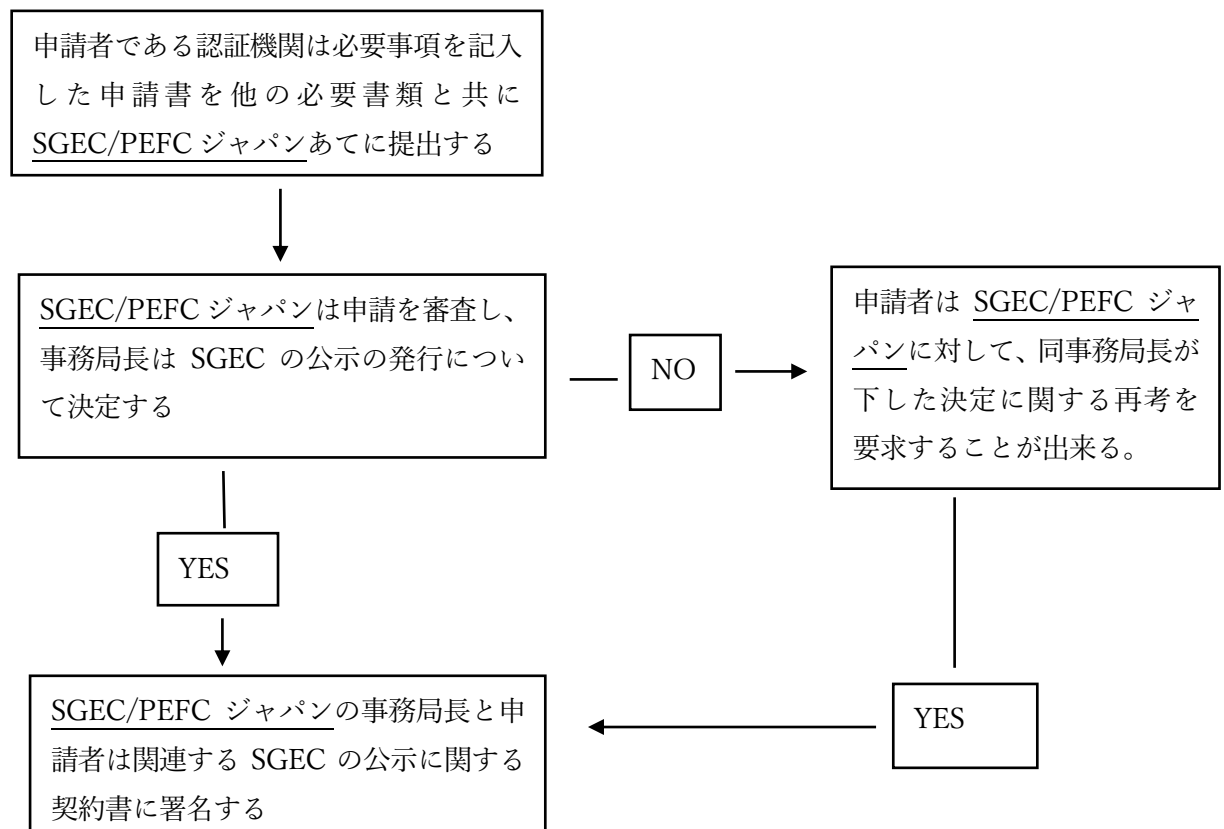 申請者である認証機関は必要事項を記入
した申請書を他の必要書類と共に
SGEC/PEFC ジャパンあてに提出する
SGEC/PEFC ジャパンは申請を審査し、
事務局長は SGEC の公示の発行につい
て決定する
NO
申請者は SGEC/PEFC ジャ
パンに対して、同事務局長が
下した決定に関する再考を
要求することが出来る。
YES
YES
SGEC/PEFC ジャパンの事務局長と申
請者は関連する SGEC の公示に関する
契約書に署名する